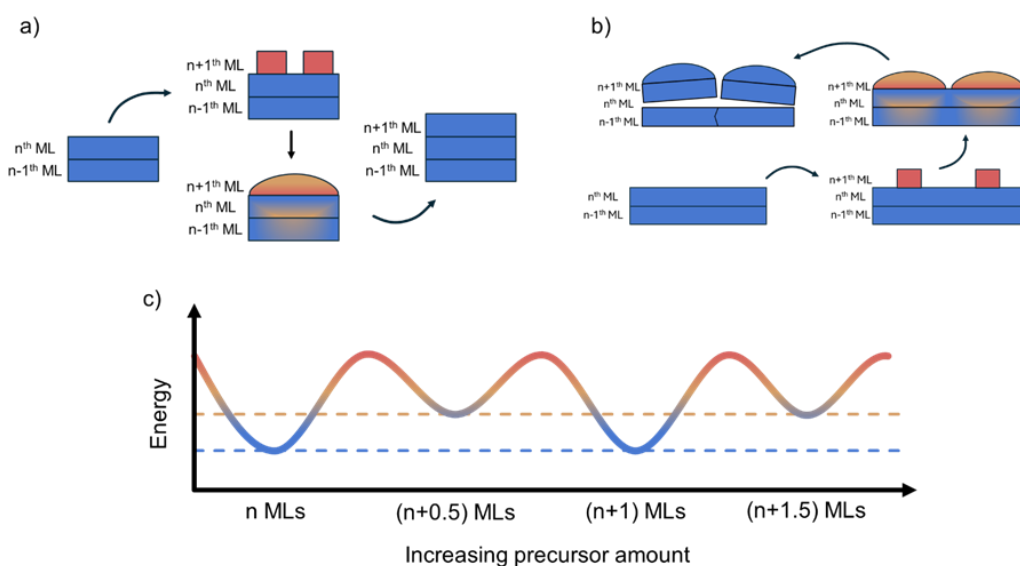 a)
n+1th ML
nth ML
n-1th ML
nth ML
n-1th ML
n+1th ML
nth ML
n-1th ML
n+1th ML
nth ML
n-1th ML
b)
n+1th ML
nth ML
n-1th ML
n+1th ML
nth ML
n-1th ML
nth ML
n-1th ML
n+1th ML
nth ML
n-1th ML
c)
Energy
n MLs
(n+0.5) MLs
(n+1) MLs
(n+1.5) MLs
Increasing precursor amount